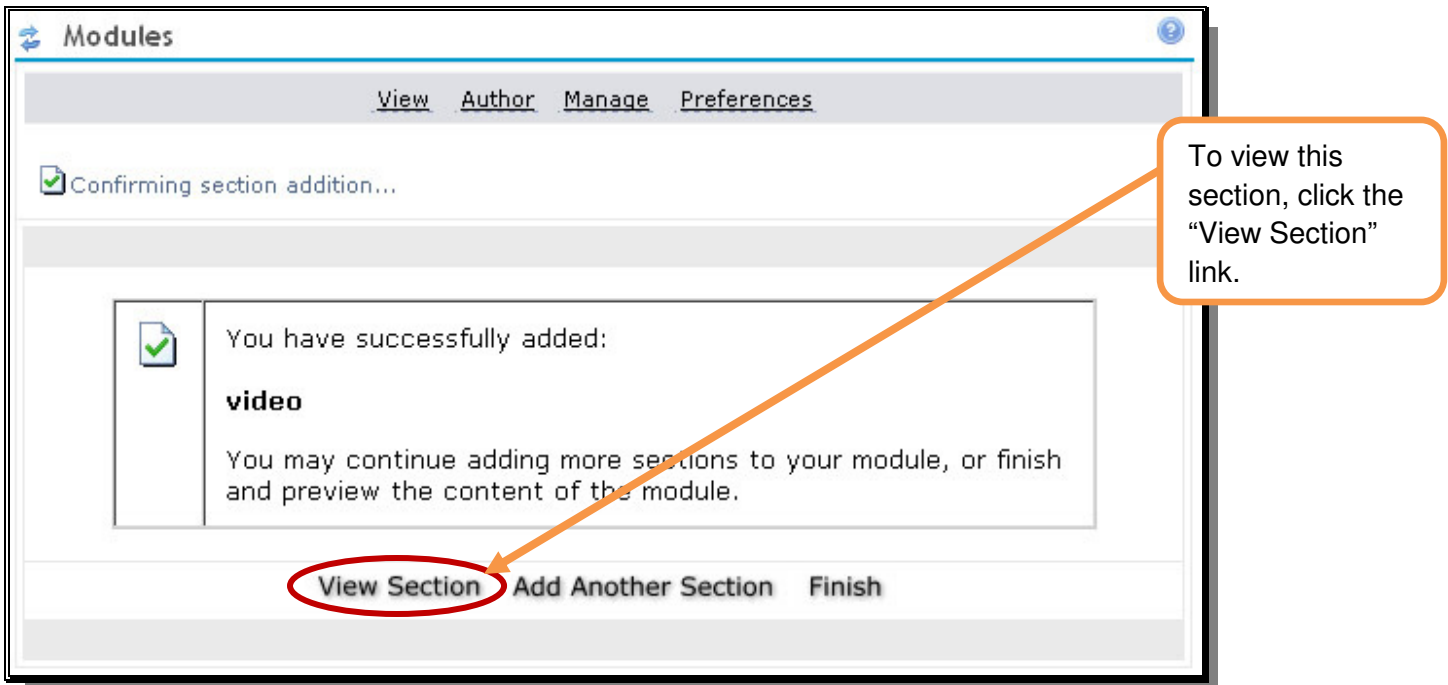 Modules
View Author Manage Preferences
Confirming section addition...
To view this
section, click the
“View Section”
link.
You have successfully added:
video
You may continue adding more sections to your module, or finish
and preview the content of the module.
View Section Add Another Section Finish